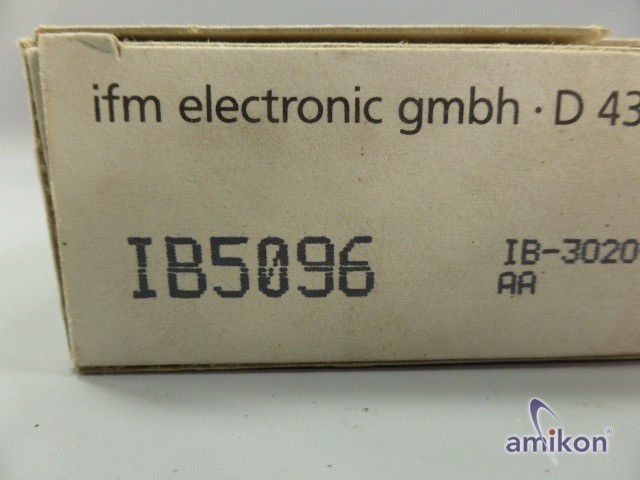 ifm electronic gmbh · D 43
IB5096
IB-3020
AA
amikon®